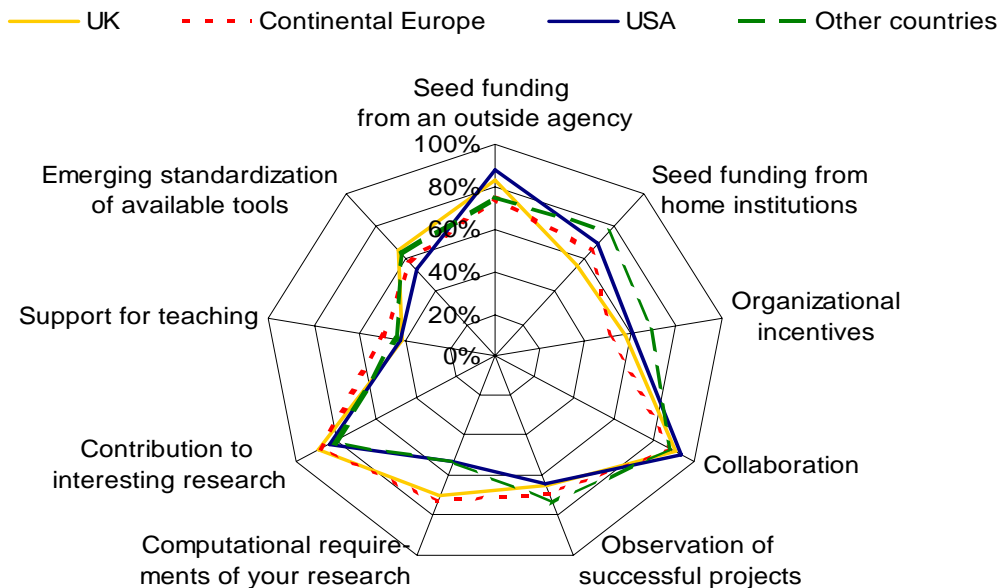 UK Continental Europe USA Other countries
Seed funding
from an outside agency
100%
80%
60%
40%
20%
0%
Seed funding from
home institutions
Organizational
incentives
Collaboration
Observation of
successful projects
Computational require-
ments of your research
Contribution to
interesting research
Support for teaching
Emerging standardization
of available tools